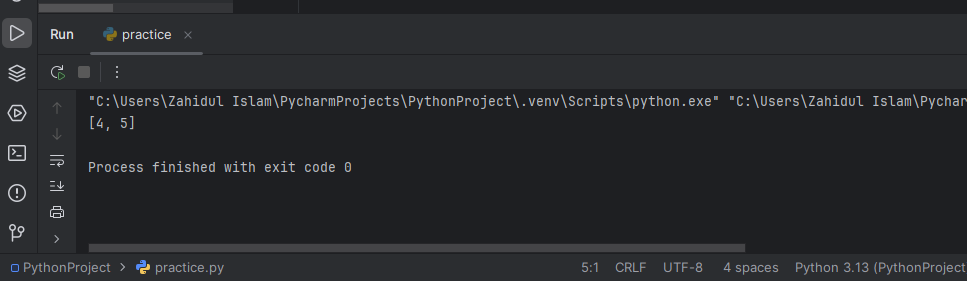 Run practice
"C:\Users\Zahidul Islam\PycharmProjects\PythonProject\.venv\Scripts\python.exe" "C:\Users\Zahidul Islam\Pychar
[4, 5]
Process finished with exit code 0
PythonProject > practice.py 5:1 CRLF UTF-8 4 spaces Python 3.13 (PythonProject